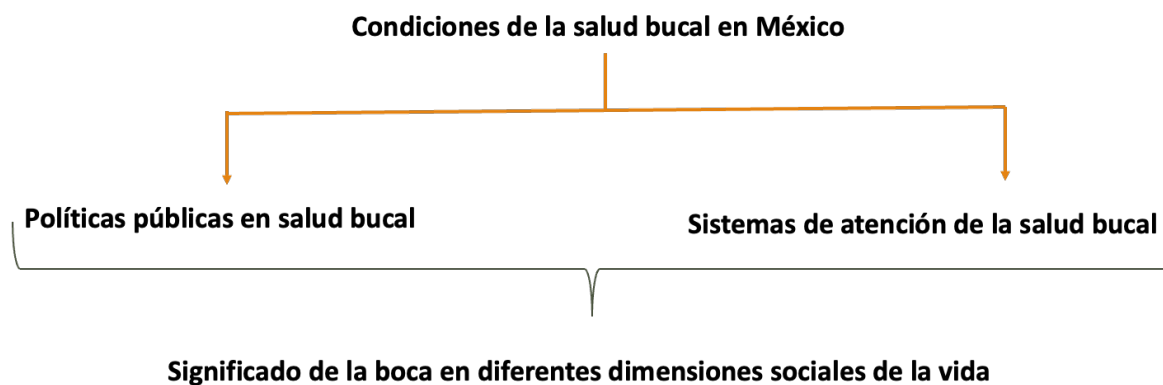 Condiciones de la salud bucal en México
Políticas públicas en salud bucal
Sistemas de atención de la salud bucal
Significado de la boca en diferentes dimensiones sociales de la vida